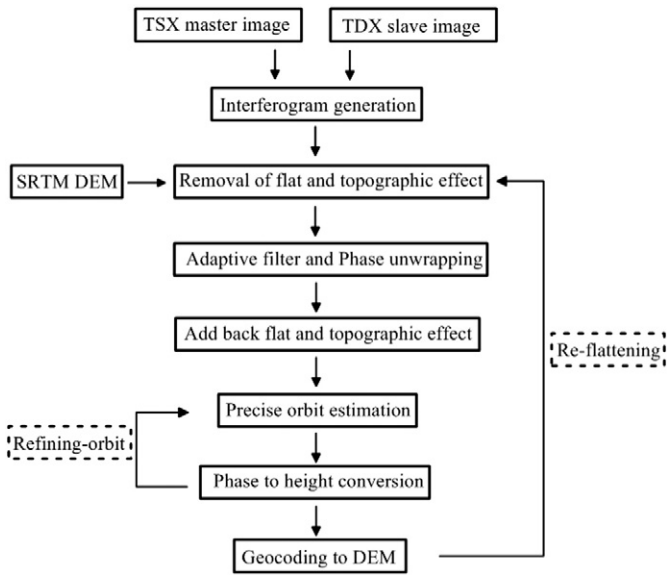 TSX master image
TDX slave image
Interferogram generation
SRTM DEM
Removal of flat and topographic effect
Adaptive filter and Phase unwrapping
Add back flat and topographic effect
Re-flattening
Precise orbit estimation
Refining-orbit
Phase to height conversion
Geocoding to DEM